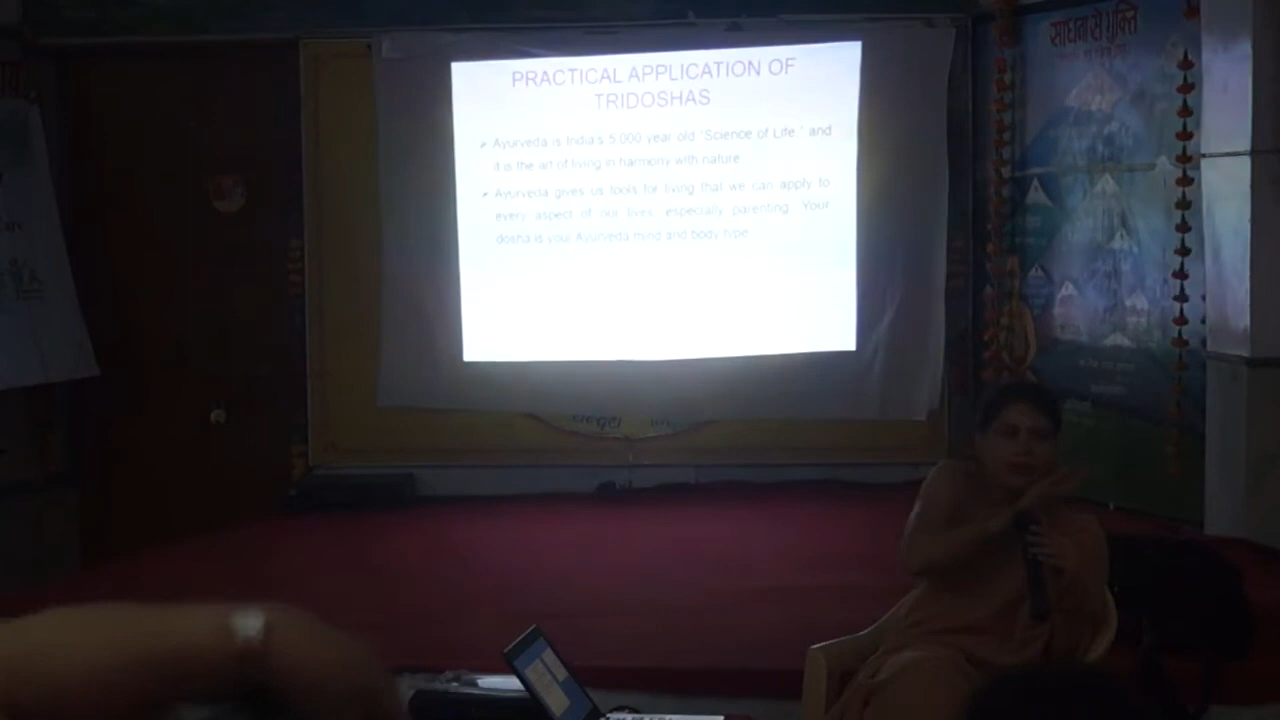 साधना से मुक्ति
PRACTICAL APPLICATION OF
TRIDOSHAS
Ayurveda is India's 5,000 year old "Science of Life," and
it is the art of living in harmony with nature
Ayurveda gives us tools for living that we can apply to
every aspect of our lives, especially parenting. Your
dosha is your Ayurveda mind and body type